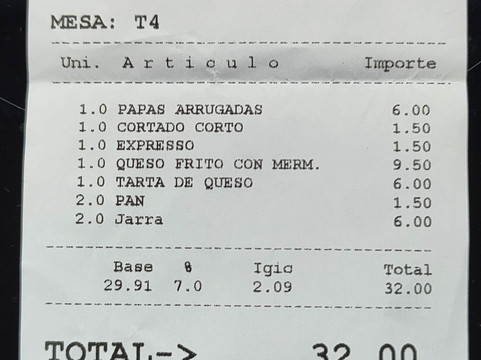 MESA: T4
Uni. Articulo Importe
1.0 PAPAS ARRUGADAS 6.00
1.0 CORTADO CORTO 1.50
1.0 EXPRESSO 1.50
1.0 QUESO FRITO CON MERM. 9.50
1.0 TARTA DE QUESO 6.00
2.0 PAN 1.50
2.0 Jarra 6.00
Base % Igic Total
29.91 7.0 2.09 32.00
TOTAL-> 32.00